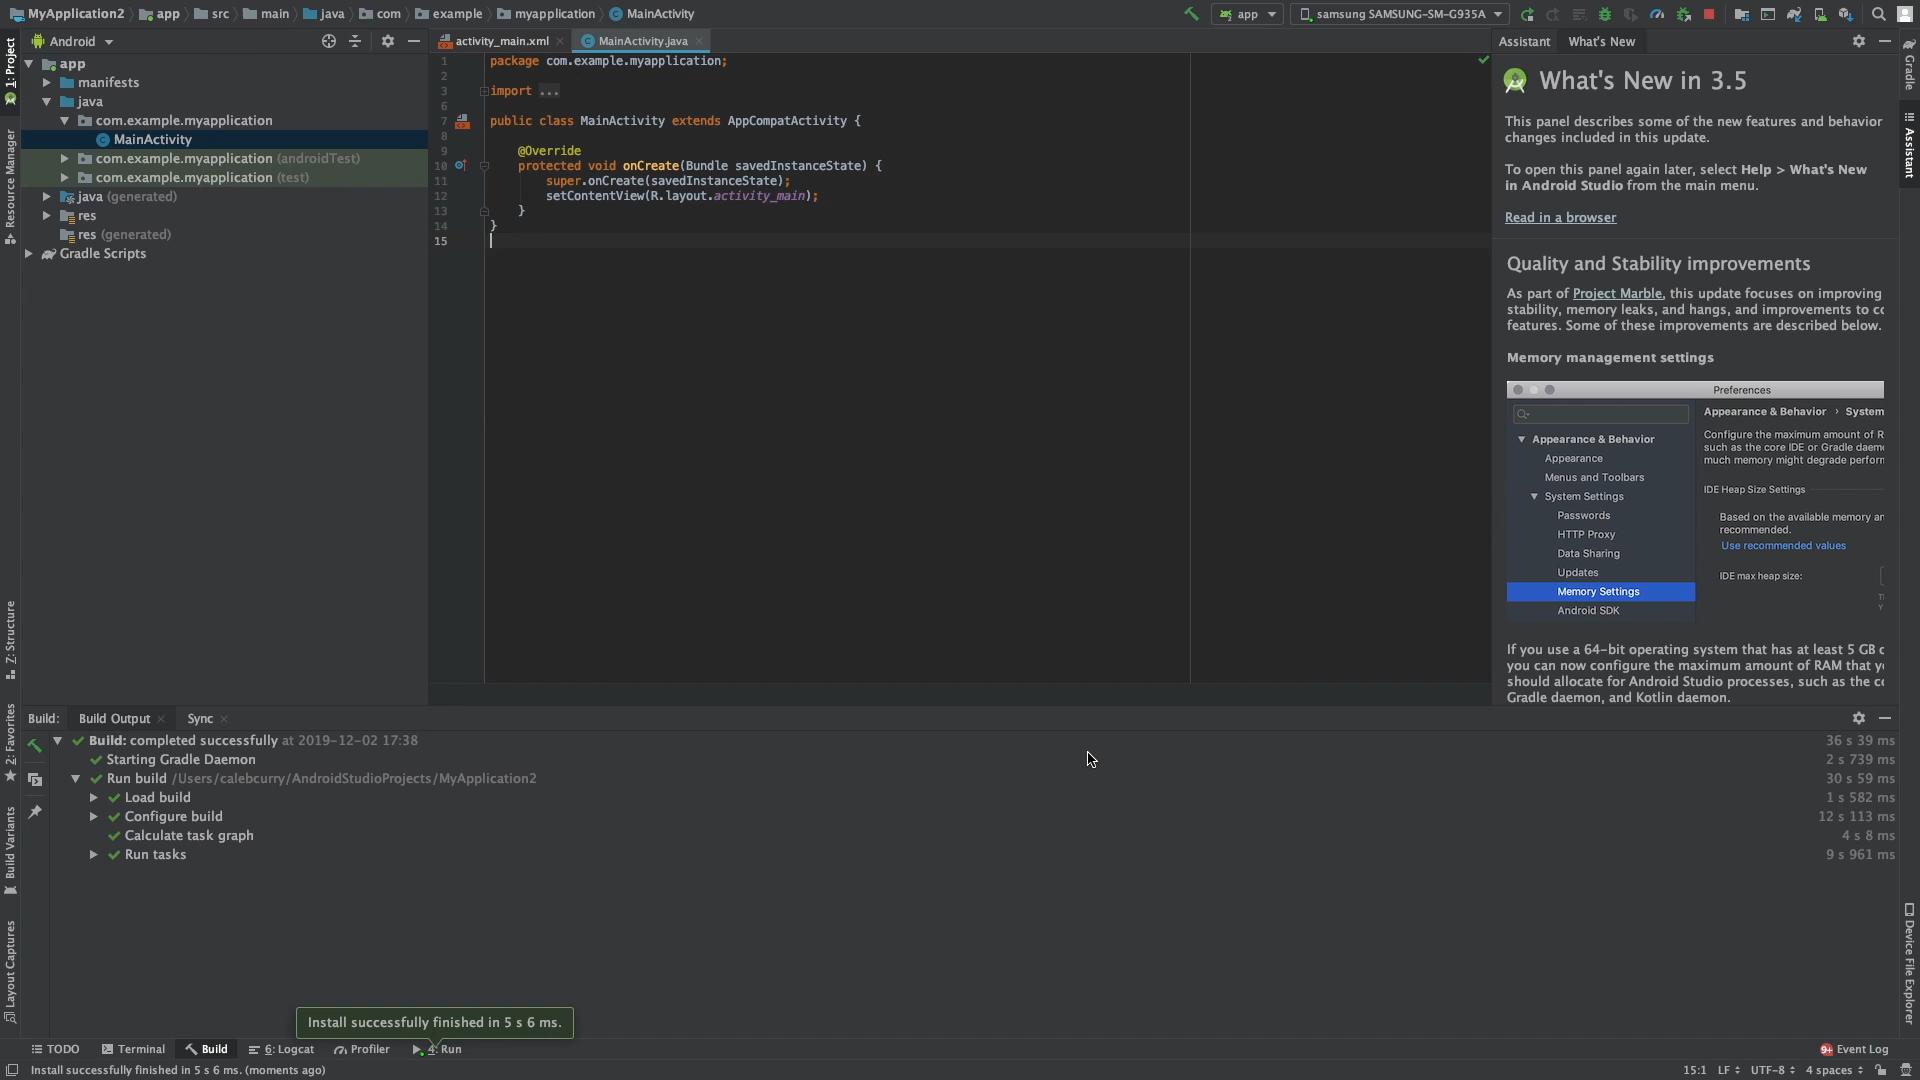 MyApplication2 app src main java com example myapplication MainActivity
app samsung SAMSUNG-SM-G935A
Android
activity_main.xml MainActivity.java
Assistant What's New
1: Project
Resource Manager
Z: Structure
2: Favorites
Build Variants
Layout Captures
app
manifests
java
com.example.myapplication
MainActivity
com.example.myapplication (androidTest)
com.example.myapplication (test)
java (generated)
res
res (generated)
Gradle Scripts
1 package com.example.myapplication;
2
3 import ...
6
7 public class MainActivity extends AppCompatActivity {
8
9 @Override
10 protected void onCreate(Bundle savedInstanceState) {
11 super.onCreate(savedInstanceState);
12 setContentView(R.layout.activity_main);
13 }
14 }
15
What's New in 3.5
This panel describes some of the new features and behavior
changes included in this update.
To open this panel again later, select Help > What's New
in Android Studio from the main menu.
Read in a browser
Quality and Stability improvements
As part of Project Marble, this update focuses on improving
stability, memory leaks, and hangs, and improvements to
features. Some of these improvements are described below.
Memory management settings
Preferences
Appearance & Behavior
Appearance
Menus and Toolbars
System Settings
Passwords
HTTP Proxy
Data Sharing
Updates
Memory Settings
Android SDK
Appearance & Behavior › System
Configure the maximum amount of
such as the core IDE or Gradle
much memory might degrade
IDE Heap Size Settings
Based on the available memory
recommended.
Use recommended values
IDE max heap size:
If you use a 64-bit operating system that has at least 5 GB
you can now configure the maximum amount of RAM that
should allocate for Android Studio processes, such as the
Gradle daemon, and Kotlin daemon.
Gradle
Assistant
Device File Explorer
Build: Build Output Sync
Build: completed successfully at 2019-12-02 17:38 36 s 39 ms
Starting Gradle Daemon 2 s 739 ms
Run build /Users/calebcurry/AndroidStudioProjects/MyApplication2 30 s 59 ms
Load build 1 s 582 ms
Configure build 12 s 113 ms
Calculate task graph 4 s 8 ms
Run tasks 9 s 961 ms
Install successfully finished in 5 s 6 ms.
TODO Terminal Build 6: Logcat Profiler 4: Run 9+ Event Log
Install successfully finished in 5 s 6 ms. (moments ago) 15:1 LF UTF-8 4 spaces